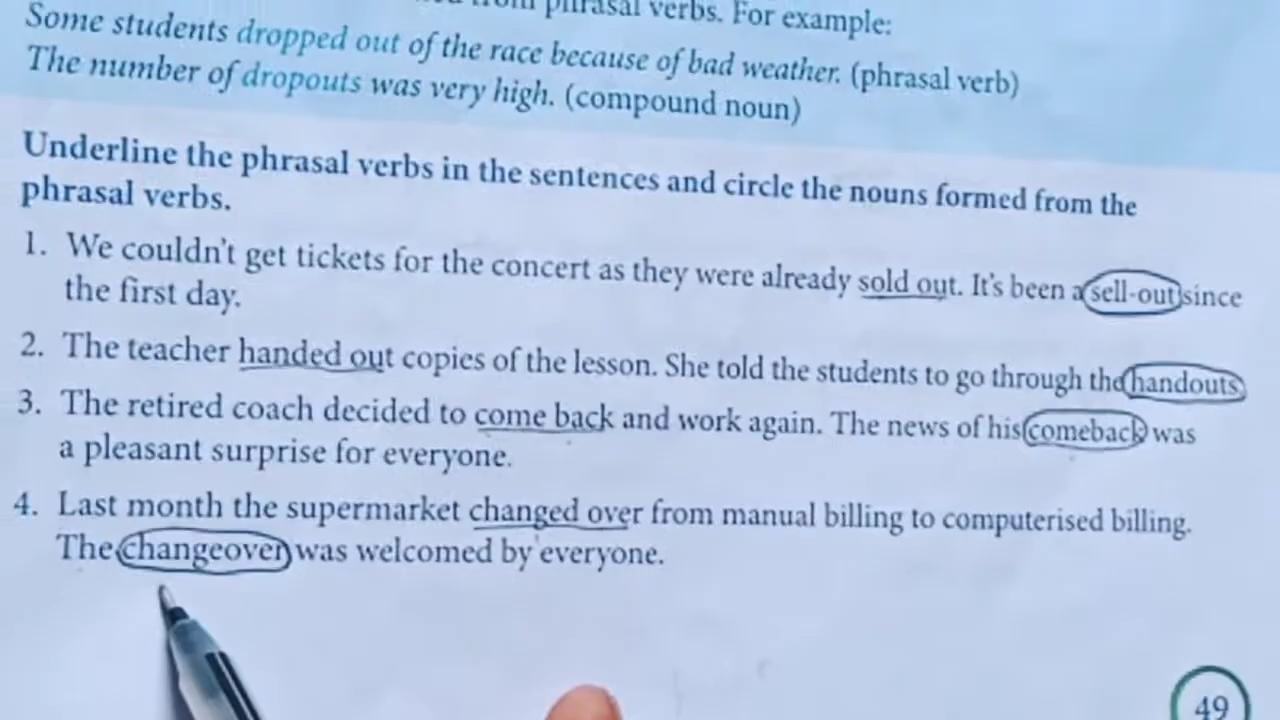 from phrasal verbs. For example:
Some students dropped out of the race because of bad weather. (phrasal verb)
The number of dropouts was very high. (compound noun)
Underline the phrasal verbs in the sentences and circle the nouns formed from the
phrasal verbs.
1. We couldn't get tickets for the concert as they were already sold out. It's been a sell-out since
the first day.
2. The teacher handed out copies of the lesson. She told the students to go through the handouts.
3. The retired coach decided to come back and work again. The news of his comeback was
a pleasant surprise for everyone.
4. Last month the supermarket changed over from manual billing to computerised billing.
The changeover was welcomed by everyone.
49